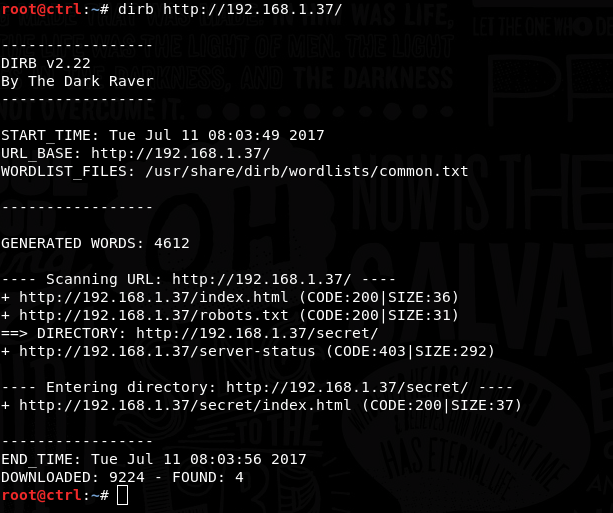 root@ctrl:~# dirb http://192.168.1.37/
-----------------
DIRB v2.22
By The Dark Raver
-----------------
START_TIME: Tue Jul 11 08:03:49 2017
URL_BASE: http://192.168.1.37/
WORDLIST_FILES: /usr/share/dirb/wordlists/common.txt
-----------------
GENERATED WORDS: 4612
---- Scanning URL: http://192.168.1.37/ ----
+ http://192.168.1.37/index.html (CODE:200|SIZE:36)
+ http://192.168.1.37/robots.txt (CODE:200|SIZE:31)
==> DIRECTORY: http://192.168.1.37/secret/
+ http://192.168.1.37/server-status (CODE:403|SIZE:292)
---- Entering directory: http://192.168.1.37/secret/ ----
+ http://192.168.1.37/secret/index.html (CODE:200|SIZE:37)
-----------------
END_TIME: Tue Jul 11 08:03:56 2017
DOWNLOADED: 9224 - FOUND: 4
root@ctrl:~#